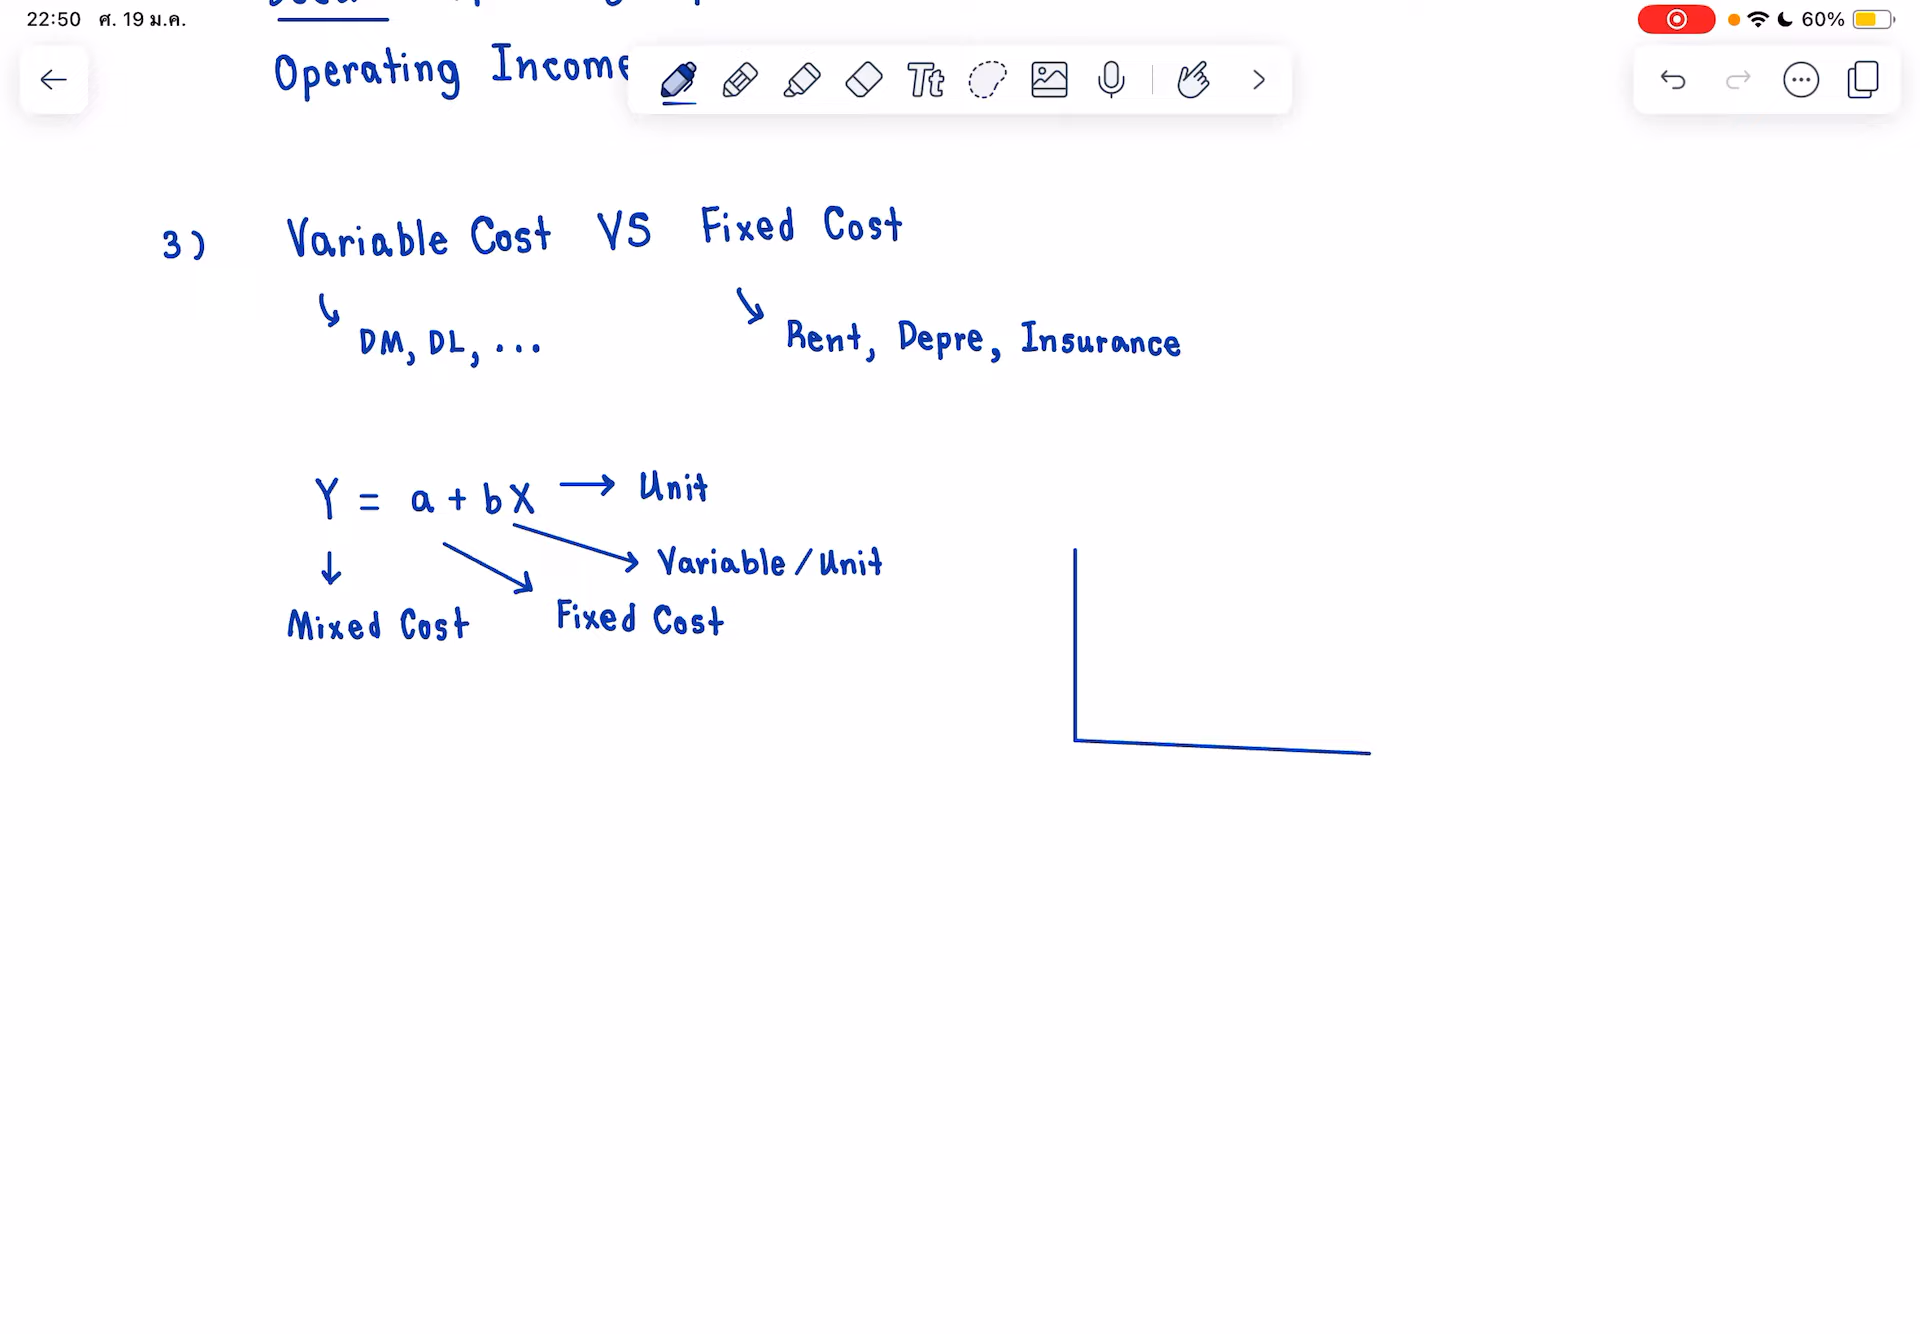 22:50 ศ. 19 ม.ค.
60%
Operating Income
Tt
3) Variable Cost VS Fixed Cost
DM, DL, ...
Rent, Depre, Insurance
Y = a + bX → Unit
Variable / Unit
Mixed Cost
Fixed Cost